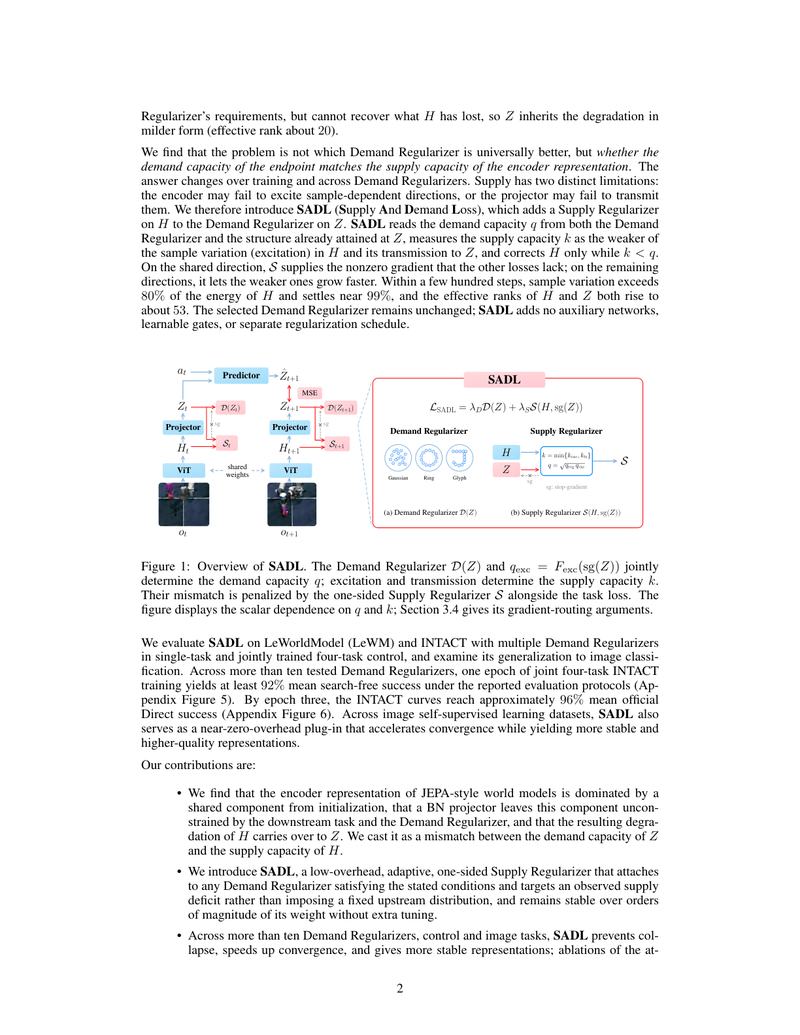 Regularizer's requirements, but cannot recover what H has lost, so Z inherits the degradation in
milder form (effective rank about 20).
We find that the problem is not which Demand Regularizer is universally better, but whether the
demand capacity of the endpoint matches the supply capacity of the encoder representation. The
answer changes over training and across Demand Regularizers. Supply has two distinct limitations:
the encoder may fail to excite sample-dependent directions, or the projector may fail to transmit
them. We therefore introduce SADL (Supply And Demand Loss), which adds a Supply Regularizer
on H to the Demand Regularizer on Z. SADL reads the demand capacity q from both the Demand
Regularizer and the structure already attained at Z, measures the supply capacity k as the weaker of
the sample variation (excitation) in H and its transmission to Z, and corrects H only while k < q.
On the shared direction, S supplies the nonzero gradient that the other losses lack; on the remaining
directions, it lets the weaker ones grow faster. Within a few hundred steps, sample variation exceeds
80% of the energy of H and settles near 99%, and the effective ranks of H and Z both rise to
about 53. The selected Demand Regularizer remains unchanged; SADL adds no auxiliary networks,
learnable gates, or separate regularization schedule.
a_t
Predictor
Ẑ_{t+1}
MSE
Z_t
D(Z_t)
Z_{t+1}
D(Z_{t+1})
sg
sg
Projector
Projector
H_t
S_t
H_{t+1}
S_{t+1}
ViT
shared
weights
ViT
o_t
o_{t+1}
SADL
L_SADL = λ_D D(Z) + λ_S S(H, sg(Z))
Demand Regularizer
Supply Regularizer
Gaussian
Ring
Glyph
H
Z
sg
k = min{k_exc, k_tr}
S
sg: stop-gradient
(a) Demand Regularizer D(Z)
(b) Supply Regularizer S(H, sg(Z))
Figure 1: Overview of SADL. The Demand Regularizer D(Z) and q_exc = F_exc(sg(Z)) jointly
determine the demand capacity q; excitation and transmission determine the supply capacity k.
Their mismatch is penalized by the one-sided Supply Regularizer S alongside the task loss. The
figure displays the scalar dependence on q and k; Section 3.4 gives its gradient-routing arguments.
We evaluate SADL on LeWorldModel (LeWM) and INTACT with multiple Demand Regularizers
in single-task and jointly trained four-task control, and examine its generalization to image classi-
fication. Across more than ten tested Demand Regularizers, one epoch of joint four-task INTACT
training yields at least 92% mean search-free success under the reported evaluation protocols (Ap-
pendix Figure 5). By epoch three, the INTACT curves reach approximately 96% mean official
Direct success (Appendix Figure 6). Across image self-supervised learning datasets, SADL also
serves as a near-zero-overhead plug-in that accelerates convergence while yielding more stable and
higher-quality representations.
Our contributions are:
• We find that the encoder representation of JEPA-style world models is dominated by a
shared component from initialization, that a BN projector leaves this component uncon-
strained by the downstream task and the Demand Regularizer, and that the resulting degra-
dation of H carries over to Z. We cast it as a mismatch between the demand capacity of Z
and the supply capacity of H.
• We introduce SADL, a low-overhead, adaptive, one-sided Supply Regularizer that attaches
to any Demand Regularizer satisfying the stated conditions and targets an observed supply
deficit rather than imposing a fixed upstream distribution, and remains stable over orders
of magnitude of its weight without extra tuning.
• Across more than ten Demand Regularizers, control and image tasks, SADL prevents col-
lapse, speeds up convergence, and gives more stable representations; ablations of the at-
2